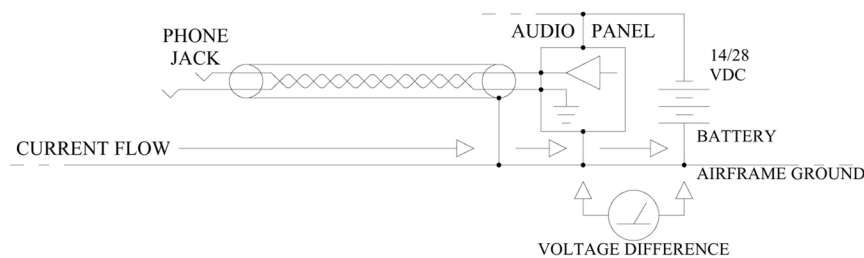 PHONE
JACK
AUDIO PANEL
14/28
VDC
BATTERY
CURRENT FLOW
AIRFRAME GROUND
VOLTAGE DIFFERENCE